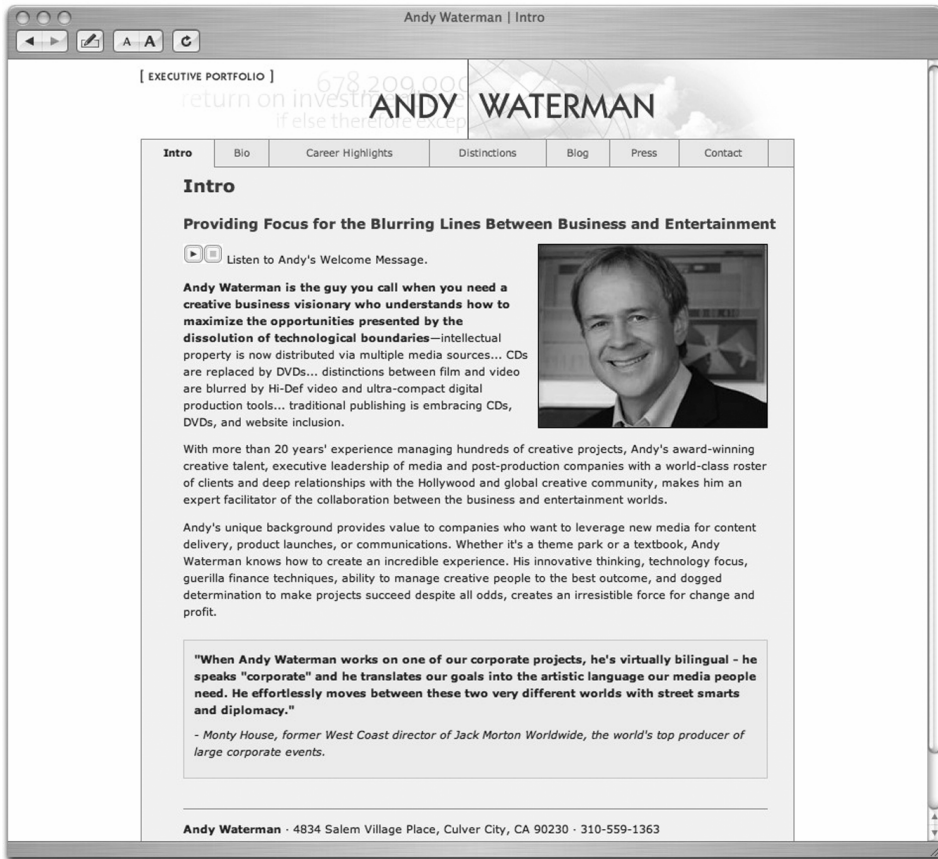 Andy Waterman | Intro
A A
[ EXECUTIVE PORTFOLIO ]
678,209,000
return on investment
if else therefore except
ANDY WATERMAN
Intro Bio Career Highlights Distinctions Blog Press Contact
Intro
Providing Focus for the Blurring Lines Between Business and Entertainment
Listen to Andy's Welcome Message.
Andy Waterman is the guy you call when you need a
creative business visionary who understands how to
maximize the opportunities presented by the
dissolution of technological boundaries—intellectual
property is now distributed via multiple media sources... CDs
are replaced by DVDs... distinctions between film and video
are blurred by Hi-Def video and ultra-compact digital
production tools... traditional publishing is embracing CDs,
DVDs, and website inclusion.
With more than 20 years' experience managing hundreds of creative projects, Andy's award-winning
creative talent, executive leadership of media and post-production companies with a world-class roster
of clients and deep relationships with the Hollywood and global creative community, makes him an
expert facilitator of the collaboration between the business and entertainment worlds.
Andy's unique background provides value to companies who want to leverage new media for content
delivery, product launches, or communications. Whether it's a theme park or a textbook, Andy
Waterman knows how to create an incredible experience. His innovative thinking, technology focus,
guerilla finance techniques, ability to manage creative people to the best outcome, and dogged
determination to make projects succeed despite all odds, creates an irresistible force for change and
profit.
"When Andy Waterman works on one of our corporate projects, he's virtually bilingual - he
speaks "corporate" and he translates our goals into the artistic language our media people
need. He effortlessly moves between these two very different worlds with street smarts
and diplomacy."
- Monty House, former West Coast director of Jack Morton Worldwide, the world's top producer of
large corporate events.
Andy Waterman · 4834 Salem Village Place, Culver City, CA 90230 · 310-559-1363